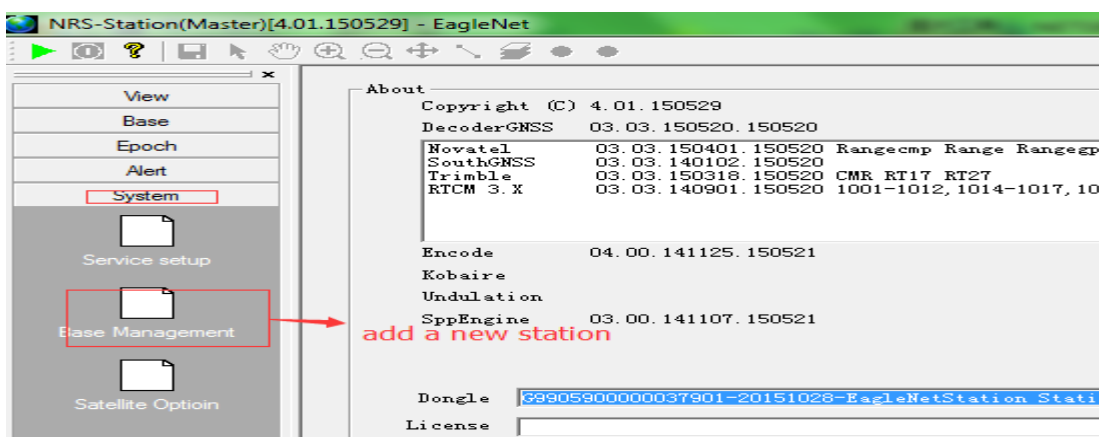 NRS-Station(Master)[4.01.150529] - EagleNet
View
Base
Epoch
Alert
System
Service setup
Base Management
Satellite Optioin
About
Copyright (C) 4.01.150529
DecoderGNSS 03.03.150520.150520
Novatel 03.03.150401.150520 Rangecmp Range Rangegp
SouthGNSS 03.03.140102.150520
Trimble 03.03.150318.150520 CMR RT17 RT27
RTCM 3.X 03.03.140901.150520 1001-1012,1014-1017,10
Encode 04.00.141125.150521
Kobaire
Undulation
SppEngine 03.00.141107.150521
add a new station
Dongle G99059000000037901-20151028-EagleNetStation Stati
License